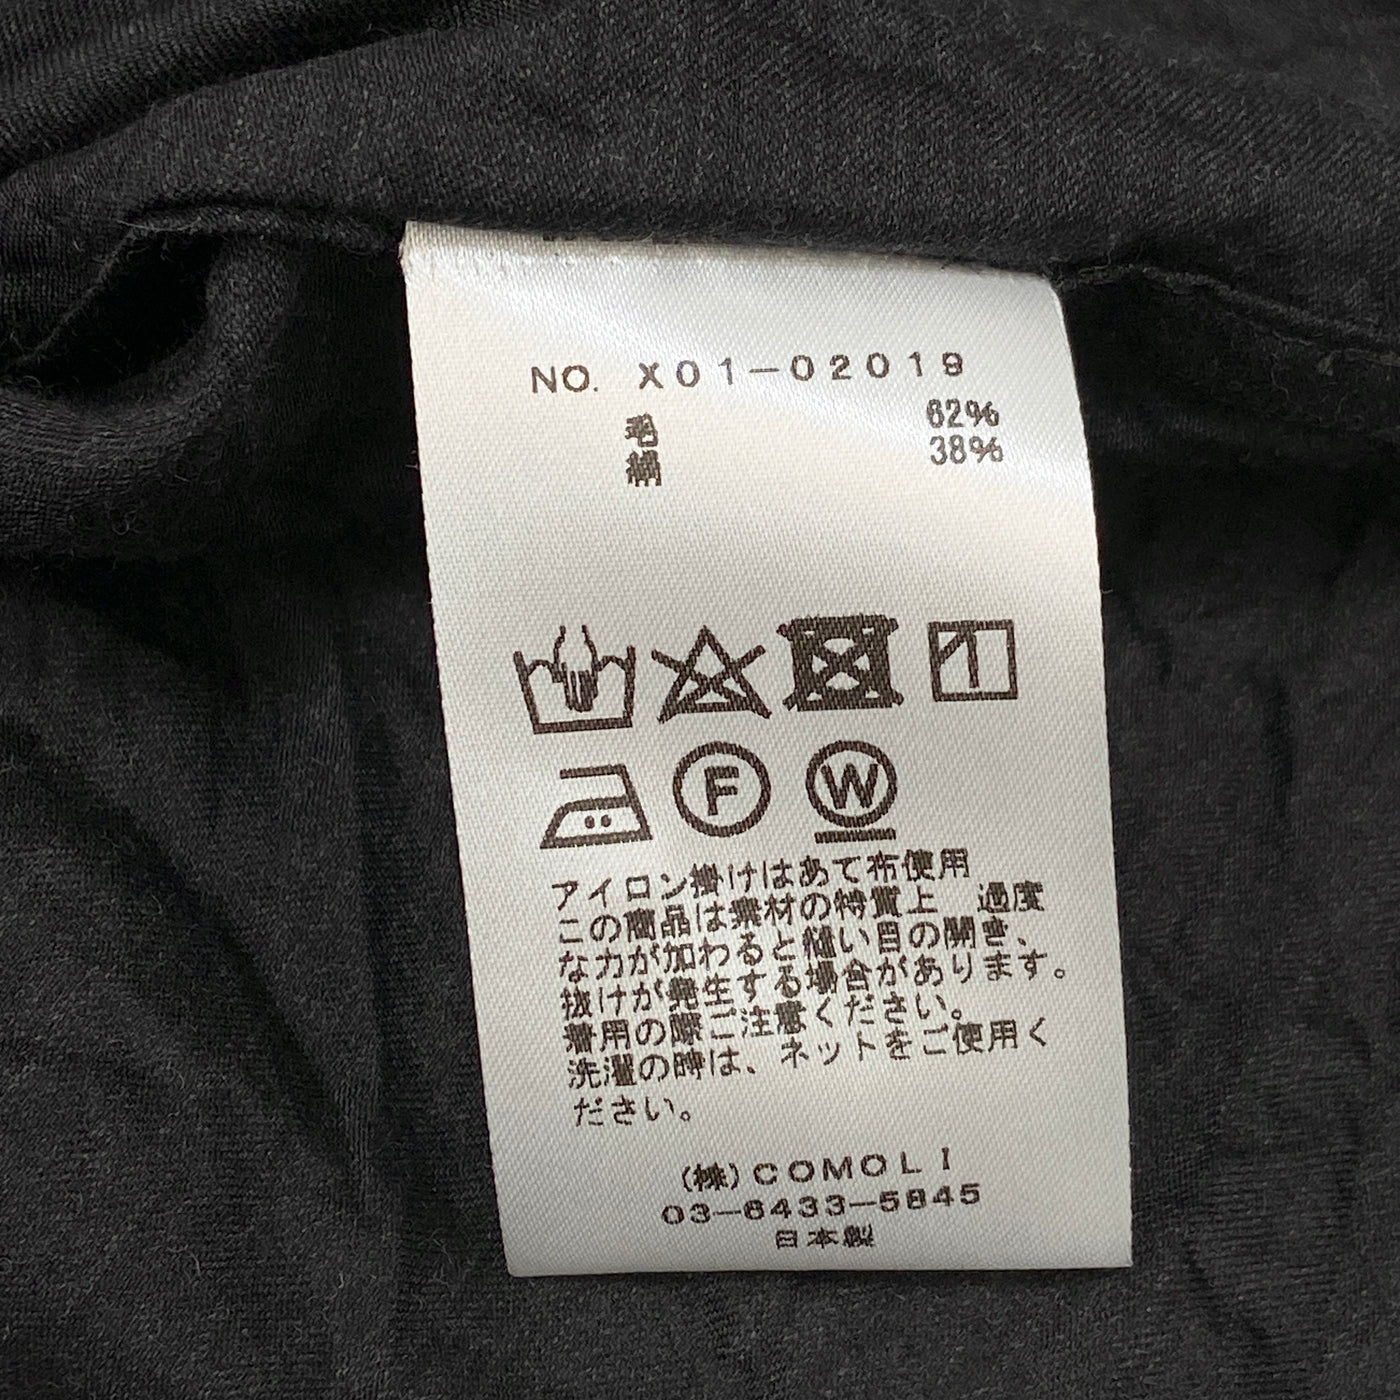 NO. X01-02019
毛 62%
絹 38%
F W
アイロン掛けはあて布使用
この商品は素材の特質上 過度
な力が加わると縫い目の開き、
抜けが発生する場合があります。
着用の際ご注意ください。
洗濯の時は、ネットをご使用く
ださい。
(株)COMOLI
03-6433-5845
日本製